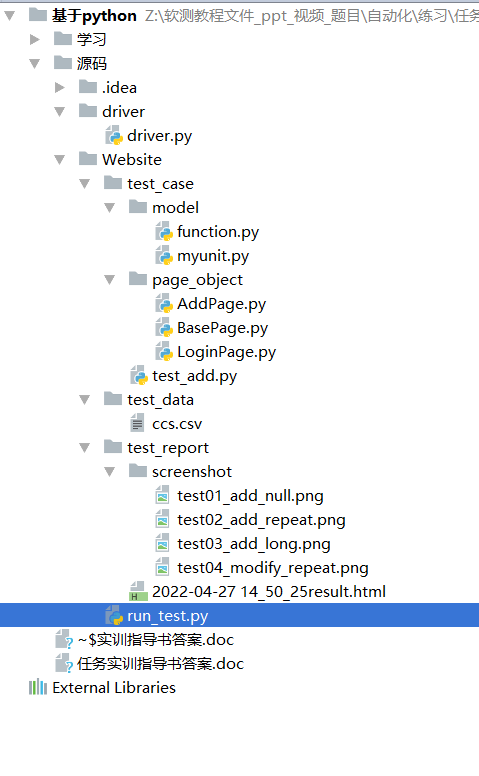 基于python Z:\软测教程文件_ppt_视频_题目\自动化\练习\任务
学习
源码
.idea
driver
driver.py
Website
test_case
model
function.py
myunit.py
page_object
AddPage.py
BasePage.py
LoginPage.py
test_add.py
test_data
ccs.csv
test_report
screenshot
test01_add_null.png
test02_add_repeat.png
test03_add_long.png
test04_modify_repeat.png
2022-04-27 14_50_25result.html
run_test.py
~$实训指导书答案.doc
任务实训指导书答案.doc
External Libraries